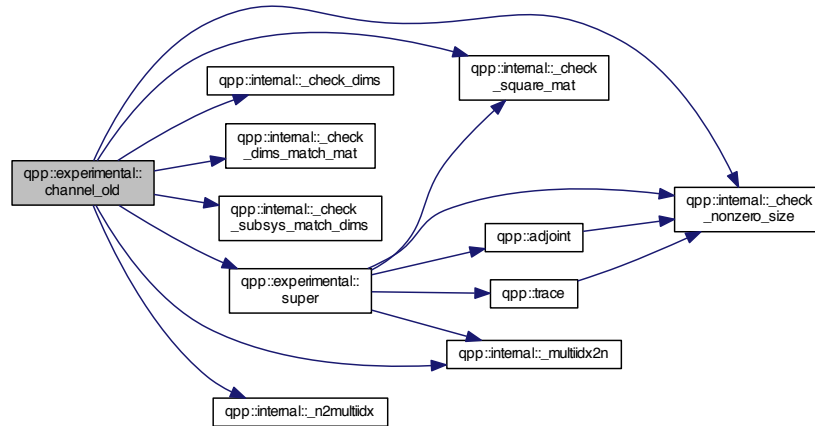 qpp::experimental::
channel_old
qpp::internal::_check_dims
qpp::internal::_check
_dims_match_mat
qpp::internal::_check
_subsys_match_dims
qpp::experimental::
super
qpp::internal::_n2multiidx
qpp::internal::_check
_square_mat
qpp::adjoint
qpp::trace
qpp::internal::_multiidx2n
qpp::internal::_check
_nonzero_size